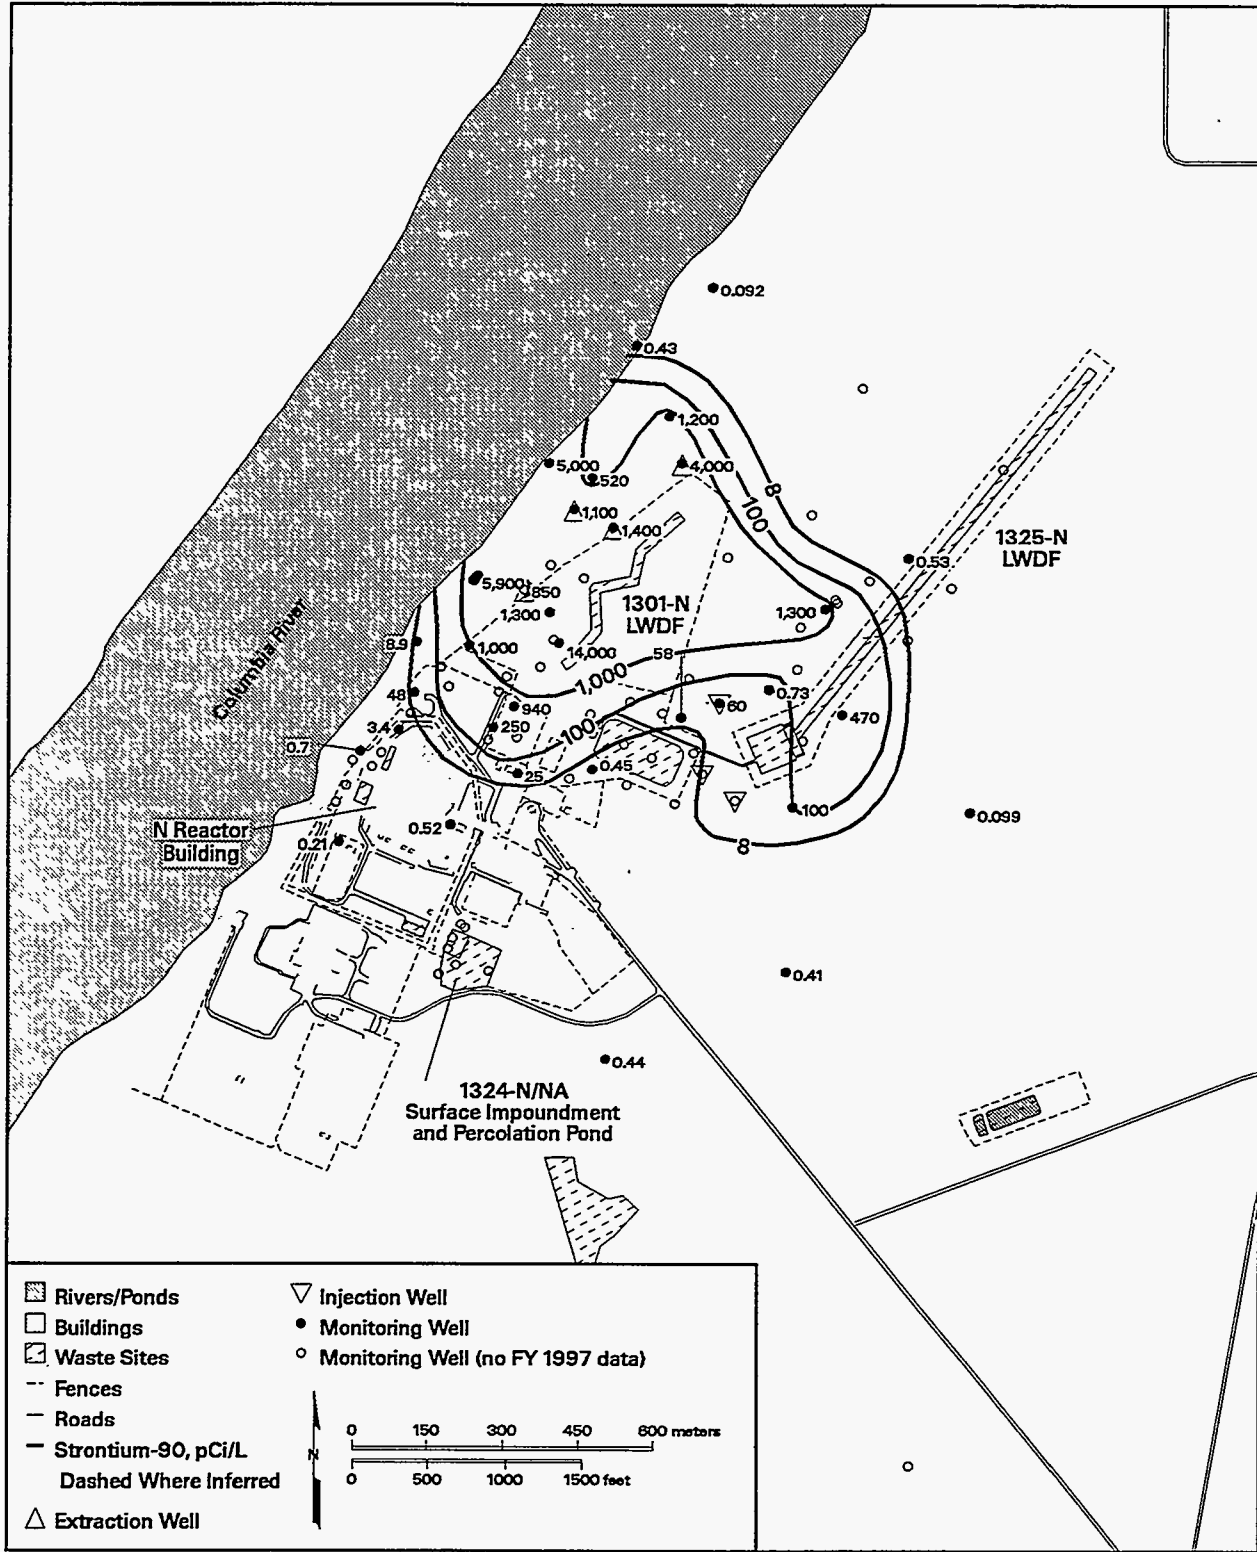 0.092
0.43
1,200
5,000
4,000
520
8
100
1,100
1,400
1325-N
LWDF
0.53
5,900
850
1,300
1301-N
LWDF
1,300
Columbia River
8.9
1,000
14,000
58
1,000
48
940
0.73
60
470
3.4
250
100
0.7
25
0.45
100
0.099
N Reactor
Building
0.52
0.21
8
0.41
0.44
1324-N/NA
Surface Impoundment
and Percolation Pond
Rivers/Ponds
Buildings
Waste Sites
Fences
Roads
Strontium-90, pCi/L
Dashed Where Inferred
Extraction Well
Injection Well
Monitoring Well
Monitoring Well (no FY 1997 data)
N
0 150 300 450 600 meters
0 500 1000 1500 feet